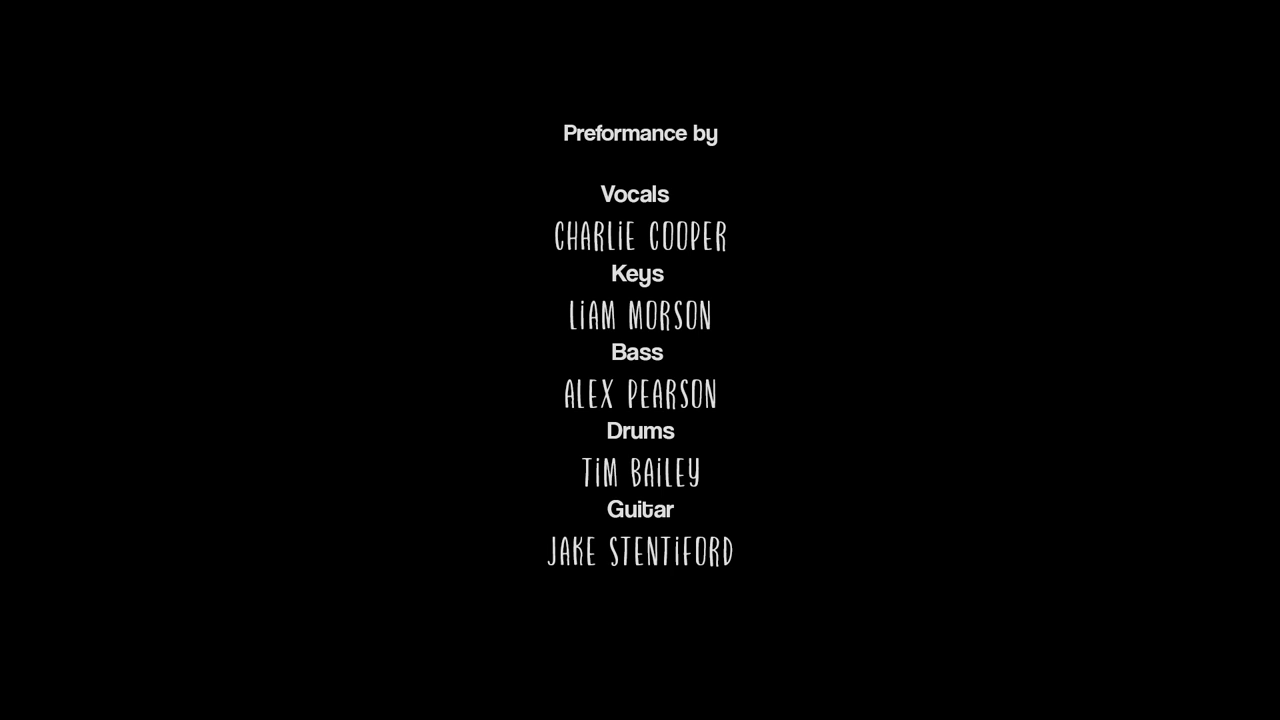 Preformance by
Vocals
CHARLiE COOPER
Keys
LiAM MORSON
Bass
ALEX PEARSON
Drums
TiM BAiLEY
Guitar
JAKE STENTiFORD